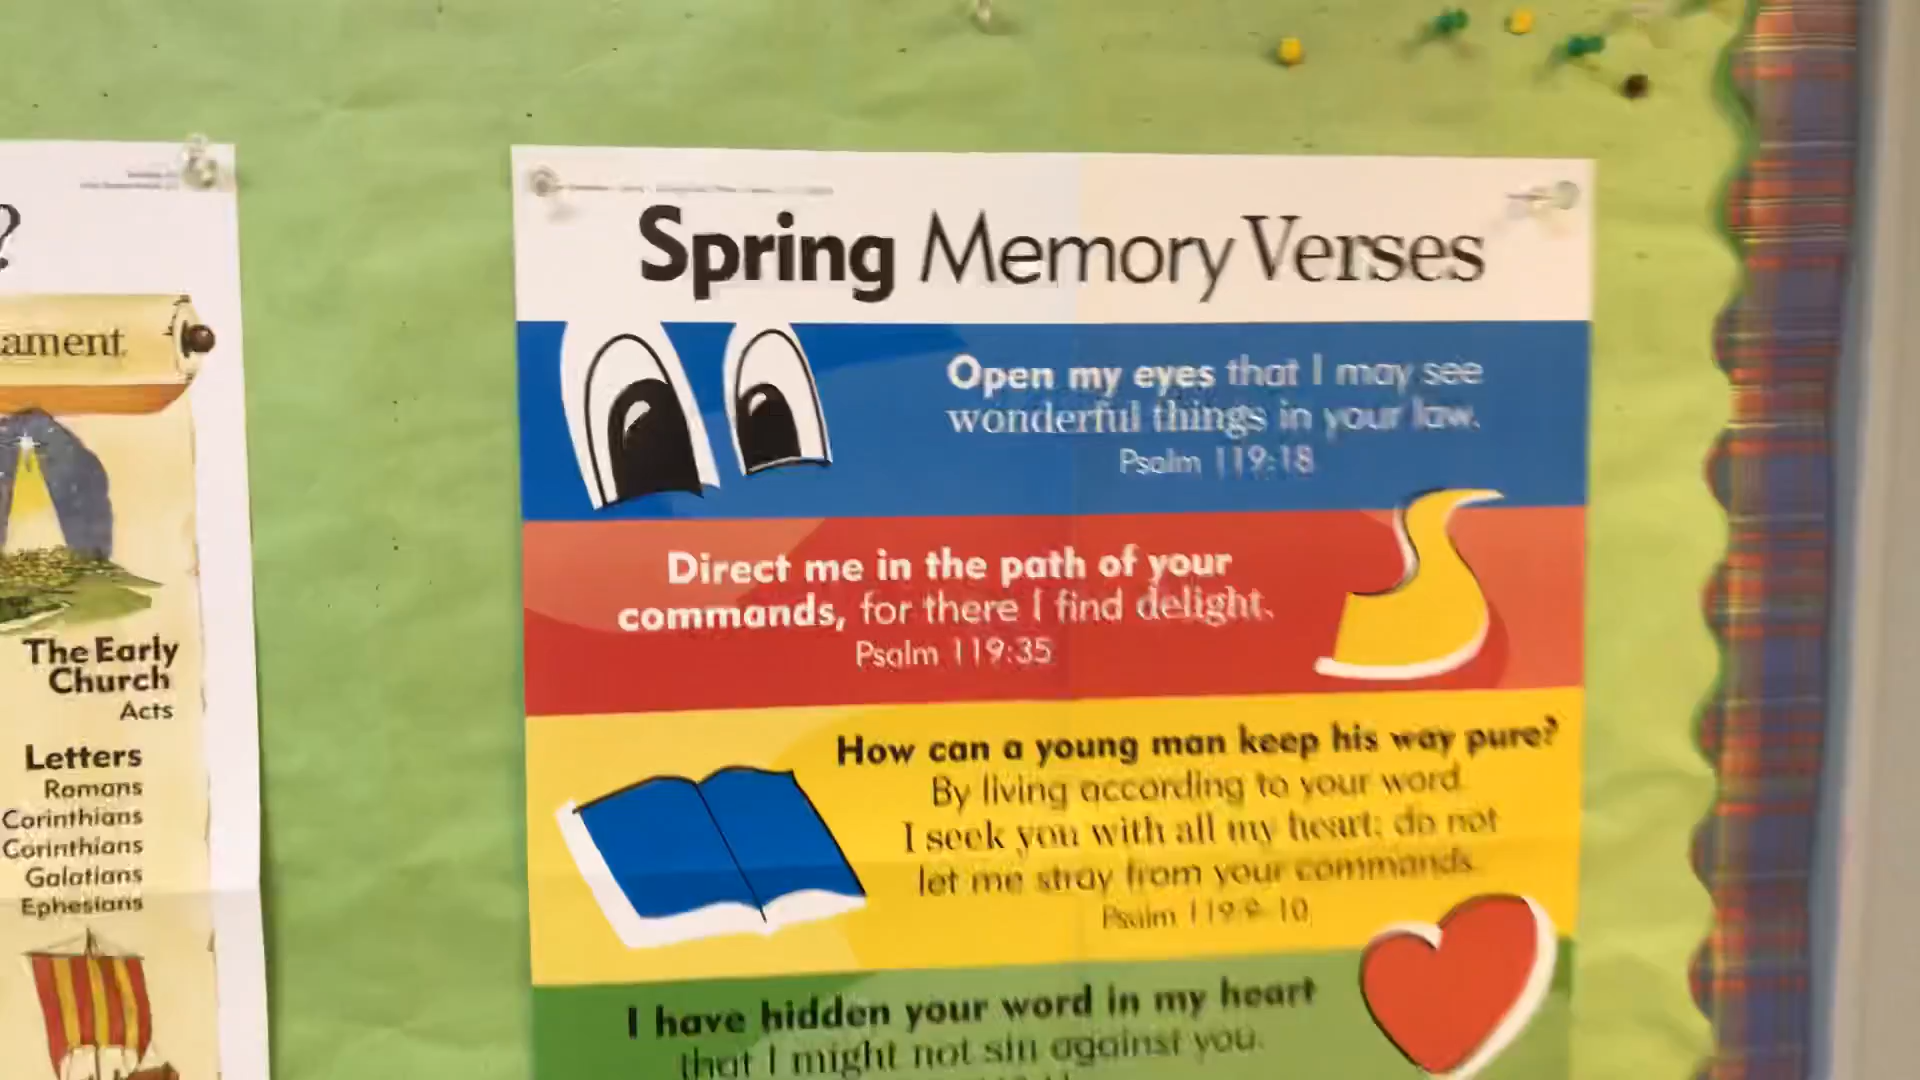 ament
The Early
Church
Acts
Letters
Romans
Corinthians
Corinthians
Galatians
Ephesians
Spring Memory Verses
Open my eyes that I may see
wonderful things in your law.
Psalm 119:18
Direct me in the path of your
commands, for there I find delight.
Psalm 119:35
How can a young man keep his way pure?
By living according to your word.
I seek you with all my heart; do not
let me stray from your commands.
Psalm 119:9-10
I have hidden your word in my heart
that I might not sin against you.